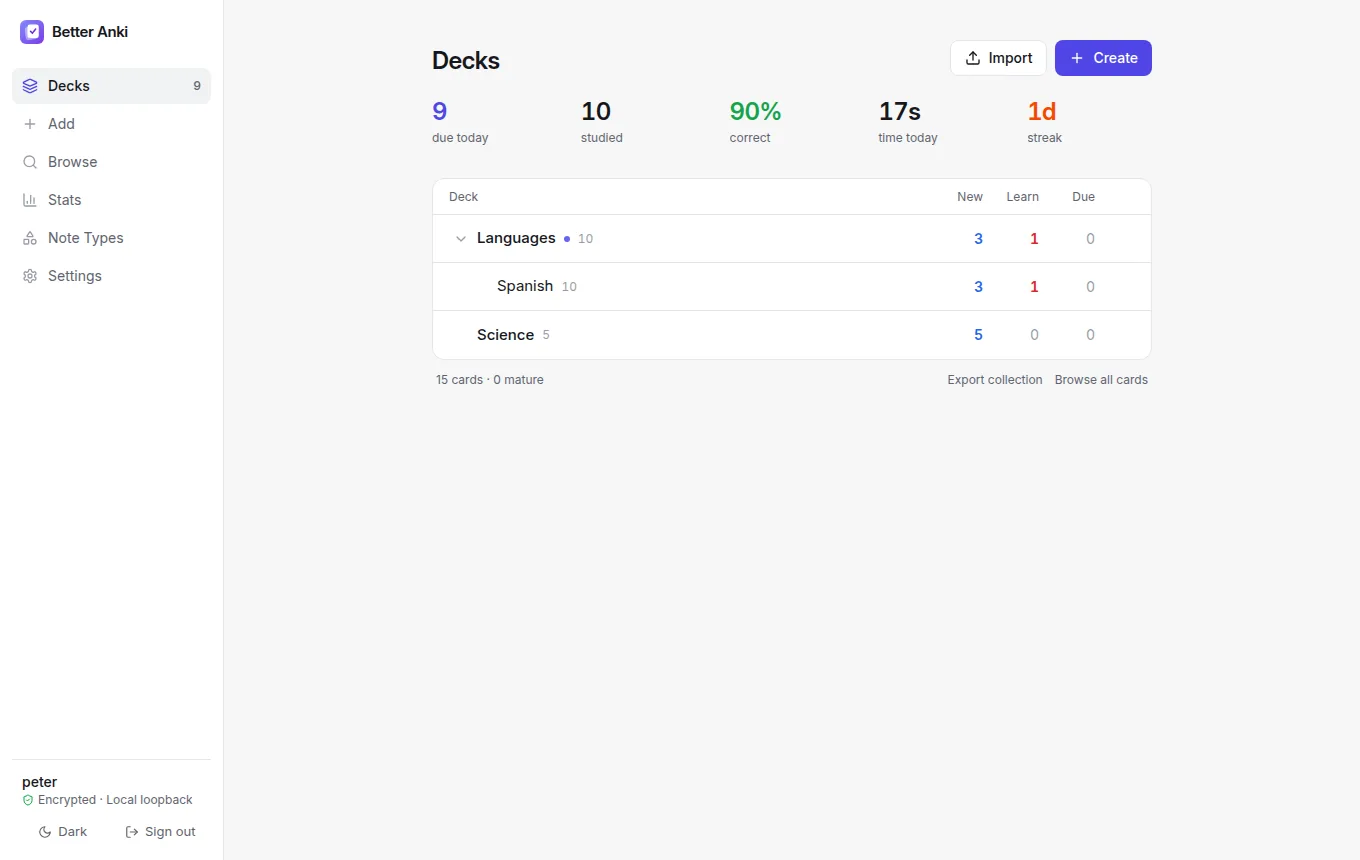 Better Anki
Decks 9
Add
Browse
Stats
Note Types
Settings
peter
Encrypted · Local loopback
Dark Sign out
Decks
Import Create
9 10 90% 17s 1d
due today studied correct time today streak
Deck New Learn Due
Languages 10 3 1 0
Spanish 10 3 1 0
Science 5 5 0 0
15 cards · 0 mature Export collection Browse all cards